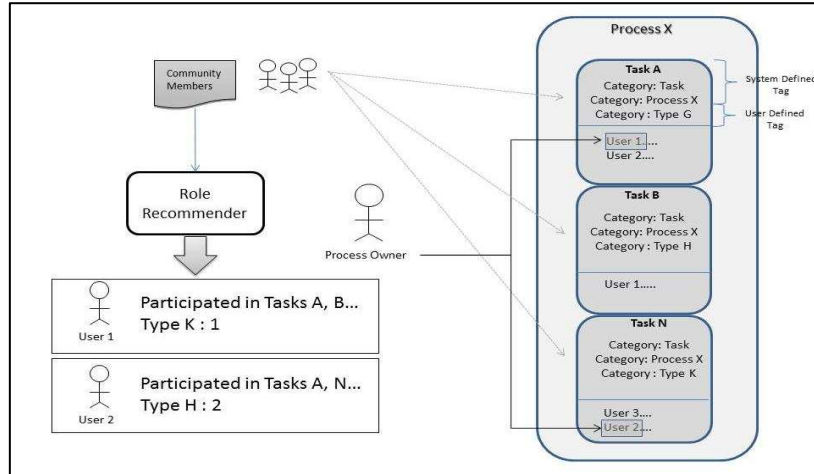 Process X
Community
Members
Role
Recommender
Process Owner
User 1
Participated in Tasks A, B...
Type K : 1
User 2
Participated in Tasks A, N...
Type H : 2
Task A
Category: Task
Category: Process X
Category : Type G
User 1.....
User 2....
System Defined
Tag
User Defined
Tag
Task B
Category: Task
Category: Process X
Category : Type H
User 1.....
Task N
Category: Task
Category: Process X
Category : Type K
User 3....
User 2....